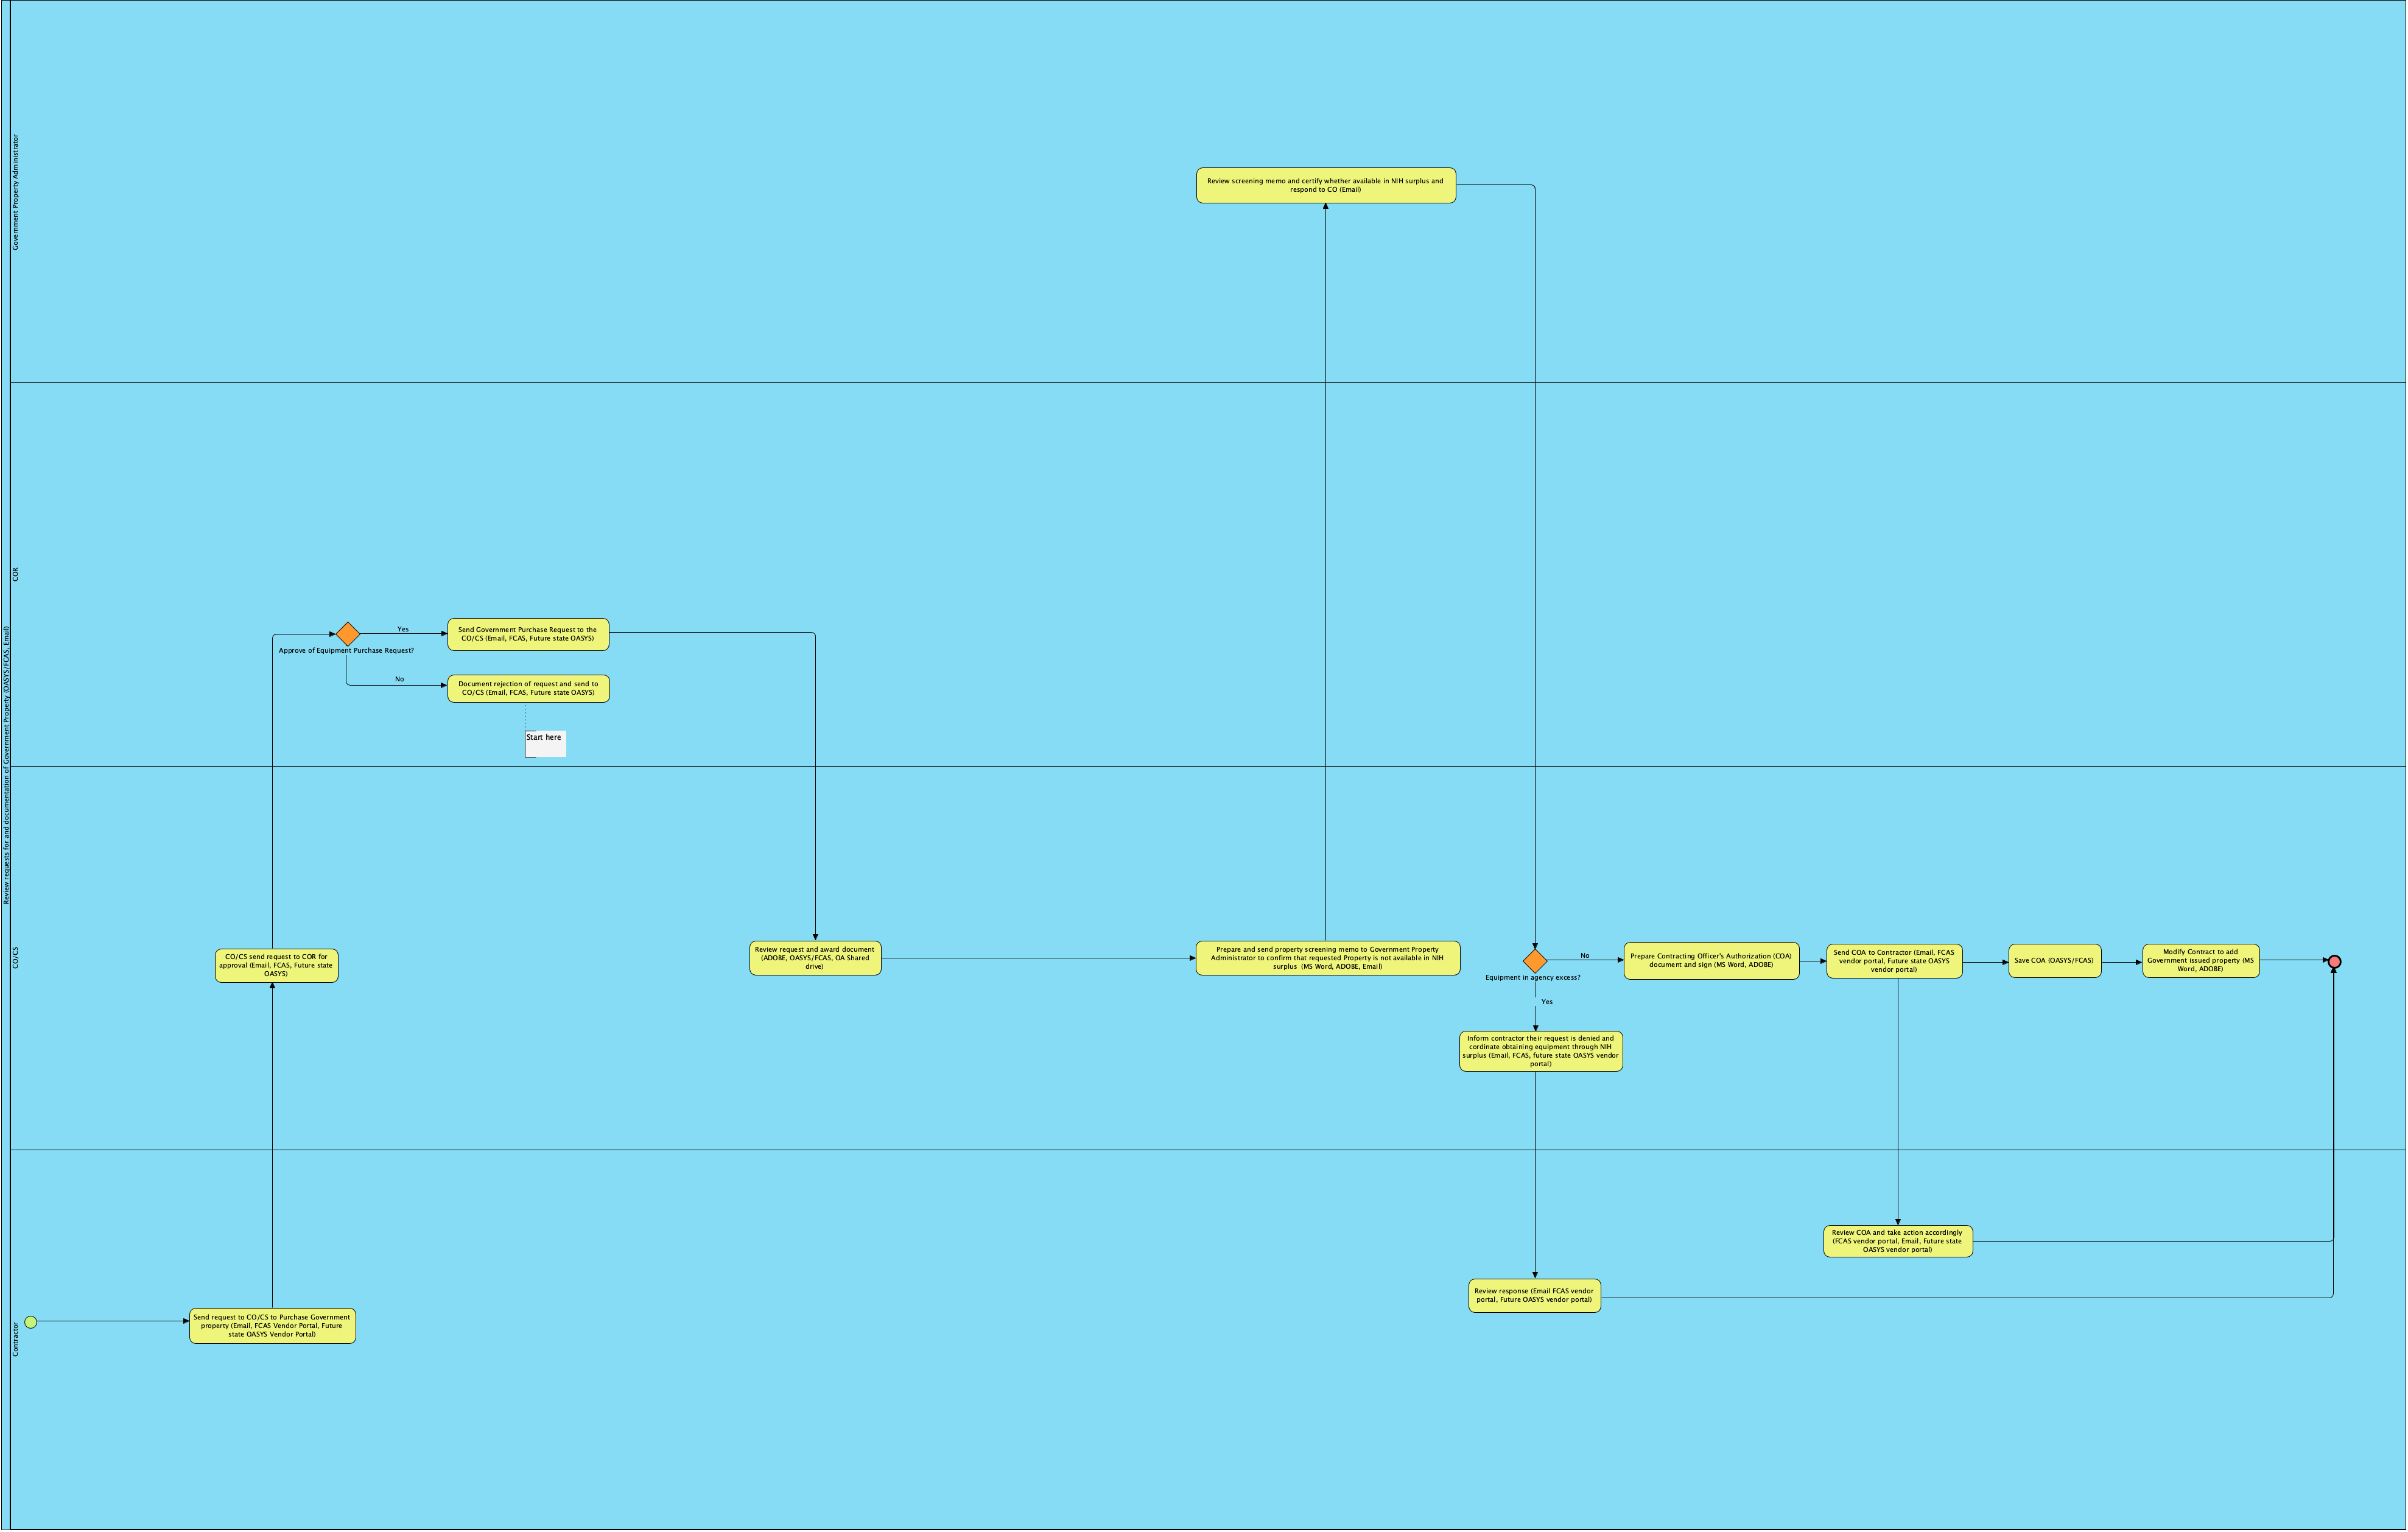 Review requests for and documentation of Government Property (OASYS/FCAS, Email)
Government Property Administrator
Review screening memo and certify whether available in NIH surplus and
respond to CO (Email)
COR
Approve of Equipment Purchase Request?
Yes
Send Government Purchase Request to the
CO/CS (Email, FCAS, Future state OASYS)
No
Document rejection of request and send to
CO/CS (Email, FCAS, Future state OASYS)
Start here
CO/CS
CO/CS send request to COR for
approval (Email, FCAS, Future state
OASYS)
Review request and award document
(ADOBE, OASYS/FCAS, OA Shared
drive)
Prepare and send property screening memo to Government Property
Administrator to confirm that requested Property is not available in NIH
surplus (MS Word, ADOBE, Email)
Equipment in agency excess?
No
Prepare Contracting Officer's Authorization (COA)
document and sign (MS Word, ADOBE)
Send COA to Contractor (Email, FCAS
vendor portal, Future state OASYS
vendor portal)
Save COA (OASYS/FCAS)
Modify Contract to add
Government issued property (MS
Word, ADOBE)
Yes
Inform contractor their request is denied and
cordinate obtaining equipment through NIH
surplus (Email, FCAS, future state OASYS vendor
portal)
Contractor
Send request to CO/CS to Purchase Government
property (Email, FCAS Vendor Portal, Future
state OASYS Vendor Portal)
Review COA and take action accordingly
(FCAS vendor portal, Email, Future state
OASYS vendor portal)
Review response (Email FCAS vendor
portal, Future OASYS vendor portal)